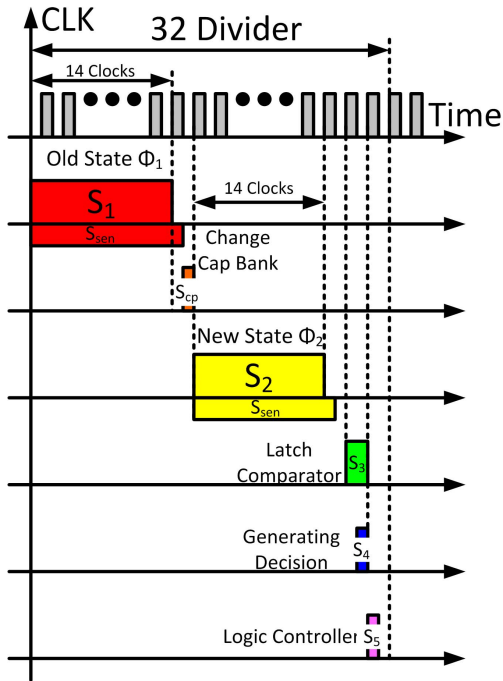 CLK
32 Divider
14 Clocks
Time
Old State Φ₁
14 Clocks
S₁
Sₛₑₙ
Change
Cap Bank
S_cp
New State Φ₂
S₂
Sₛₑₙ
Latch
Comparator
S₃
Generating
Decision
S₄
Logic Controller
S₅